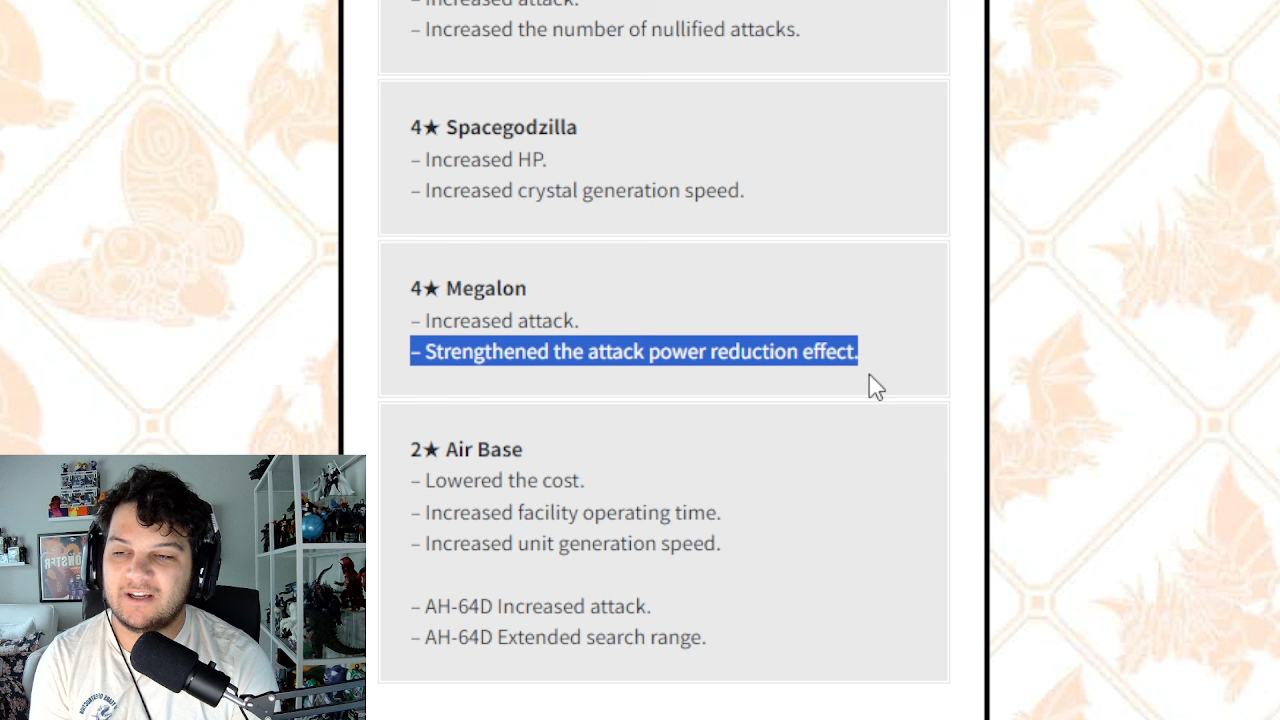 – Increased attack.
– Increased the number of nullified attacks.
4★ Spacegodzilla
– Increased HP.
– Increased crystal generation speed.
4★ Megalon
– Increased attack.
– Strengthened the attack power reduction effect.
2★ Air Base
– Lowered the cost.
– Increased facility operating time.
– Increased unit generation speed.
– AH-64D Increased attack.
– AH-64D Extended search range.